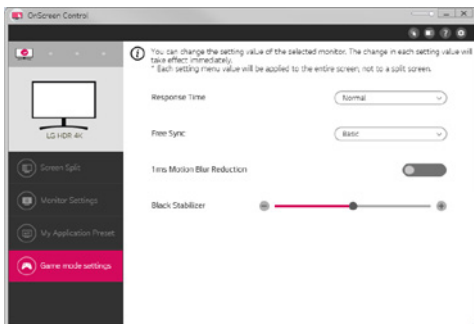 OnScreen Control
You can change the setting value of the selected monitor. The change in each setting value will
take effect immediately.
* Each setting menu value will be applied to the entire screen, not to a split screen.
LG HDR 4K
Screen Split
Monitor Settings
My Application Preset
Game mode settings
Response Time
Normal
Free Sync
Basic
1ms Motion Blur Reduction
Black Stabilizer